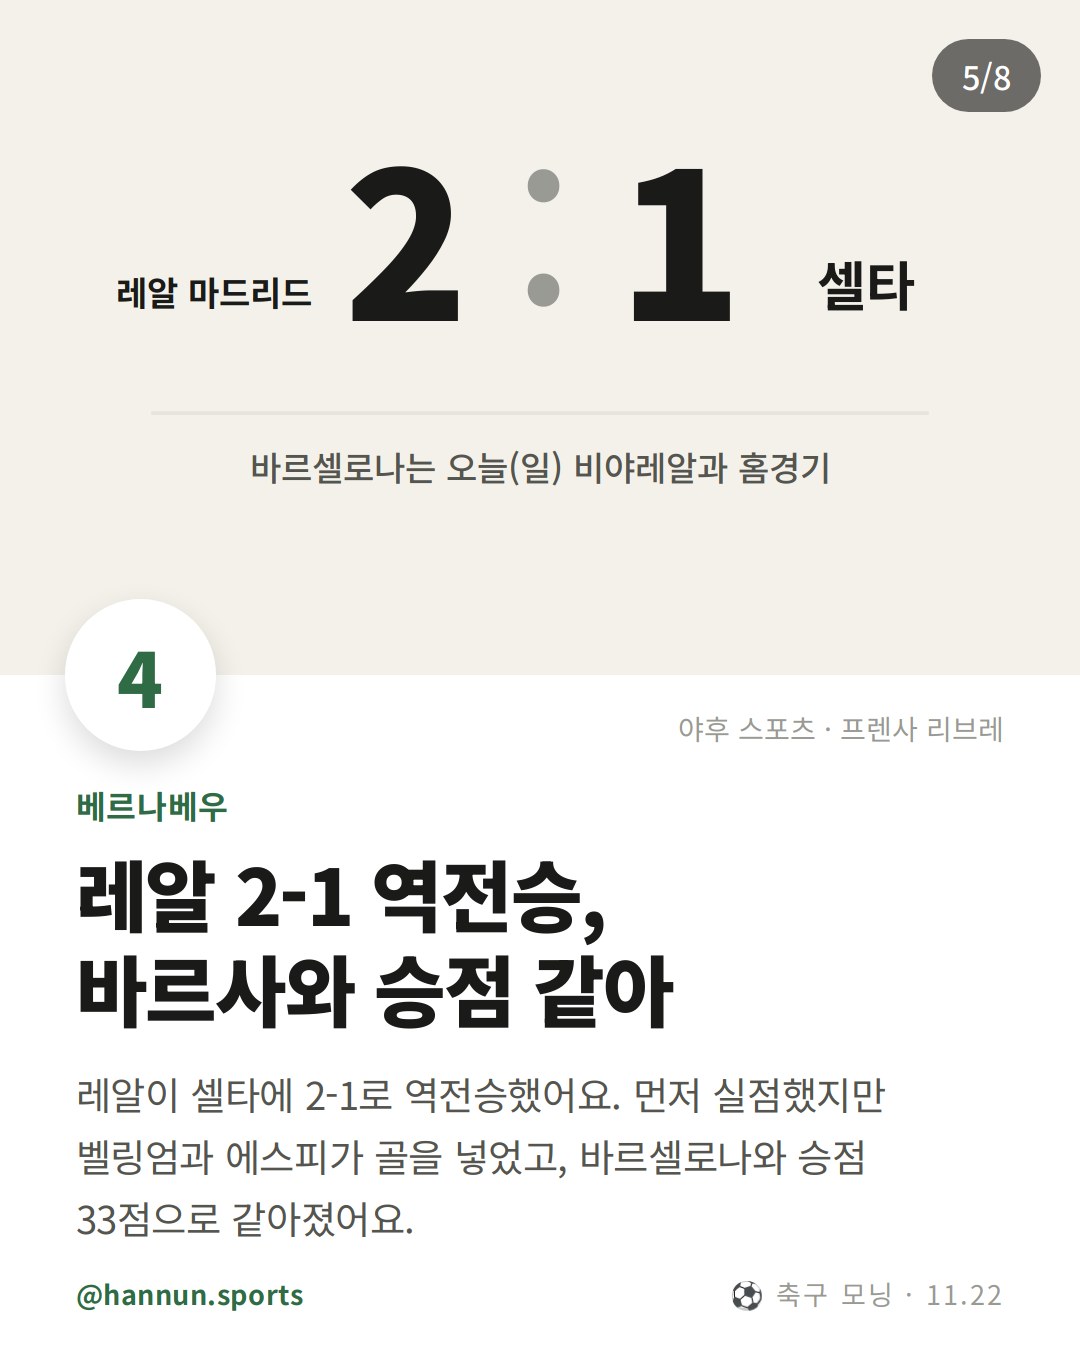 5/8
레알 마드리드 2 : 1 셀타
바르셀로나는 오늘(일) 비야레알과 홈경기
4
야후 스포츠 · 프렌사 리브레
베르나베우
레알 2-1 역전승,
바르사와 승점 같아
레알이 셀타에 2-1로 역전승했어요. 먼저 실점했지만
벨링엄과 에스피가 골을 넣었고, 바르셀로나와 승점
33점으로 같아졌어요.
@hannun.sports
⚽ 축구 모닝 · 11.22